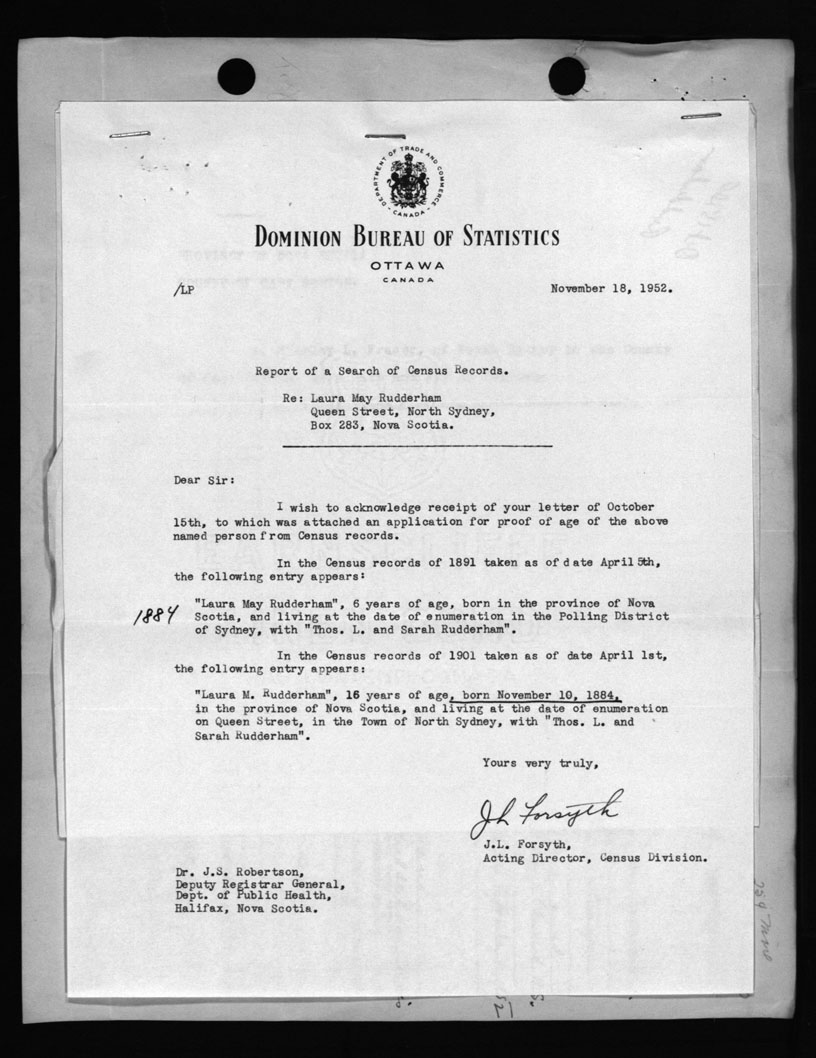 DEPARTMENT OF TRADE AND COMMERCE
- CANADA -
DOMINION BUREAU OF STATISTICS
OTTAWA
CANADA
/LP
November 18, 1952.
Report of a Search of Census Records.
Re: Laura May Rudderham
Queen Street, North Sydney,
Box 283, Nova Scotia.
Dear Sir:
I wish to acknowledge receipt of your letter of October
15th, to which was attached an application for proof of age of the above
named person from Census records.
In the Census records of 1891 taken as of date April 5th,
the following entry appears:
1884
"Laura May Rudderham", 6 years of age, born in the province of Nova
Scotia, and living at the date of enumeration in the Polling District
of Sydney, with "Thos. L. and Sarah Rudderham".
In the Census records of 1901 taken as of date April 1st,
the following entry appears:
"Laura M. Rudderham", 16 years of age, born November 10, 1884,
in the province of Nova Scotia, and living at the date of enumeration
on Queen Street, in the Town of North Sydney, with "Thos. L. and
Sarah Rudderham".
Yours very truly,
J L Forsyth
J.L. Forsyth,
Acting Director, Census Division.
Dr. J.S. Robertson,
Deputy Registrar General,
Dept. of Public Health,
Halifax, Nova Scotia.